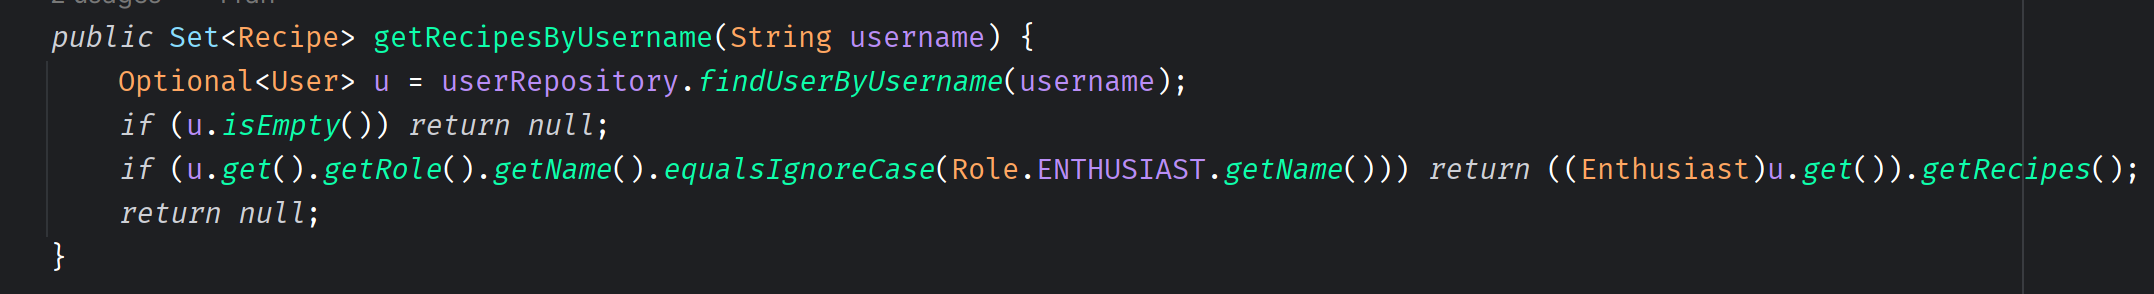 public Set<Recipe> getRecipesByUsername(String username) {
Optional<User> u = userRepository.findUserByUsername(username);
if (u.isEmpty()) return null;
if (u.get().getRole().getName().equalsIgnoreCase(Role.ENTHUSIAST.getName())) return ((Enthusiast)u.get()).getRecipes();
return null;
}